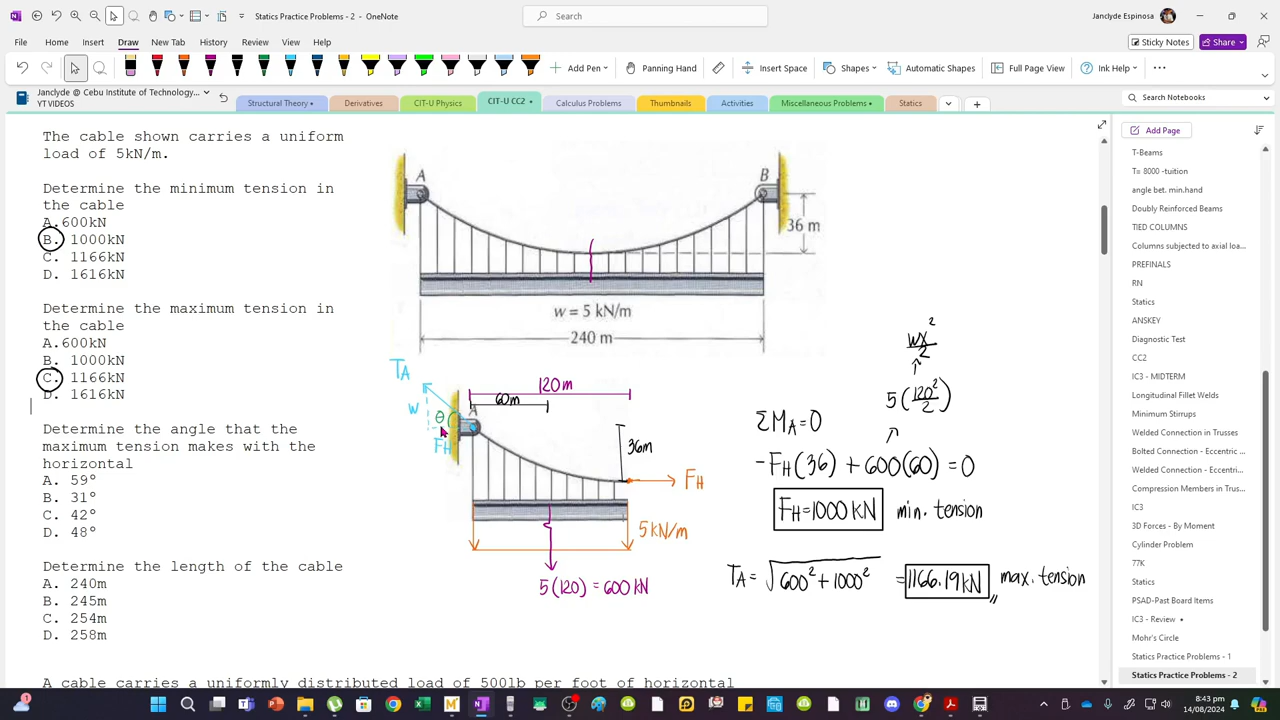 Statics Practice Problems - 2 - OneNote
Search
Janclyde Espinosa
File Home Insert Draw New Tab History Review View Help
Sticky Notes
Share
Add Pen
Panning Hand
Insert Space
Shapes
Automatic Shapes
Full Page View
Ink Help
Janclyde @ Cebu Institute of Technology...
YT VIDEOS
Structural Theory
Derivatives
CIT-U Physics
CIT-U CC2
Calculus Problems
Thumbnails
Activities
Miscellaneous Problems
Statics
Search Notebooks
The cable shown carries a uniform
load of 5kN/m.
Determine the minimum tension in
the cable
A.600kN
B. 1000kN
C. 1166kN
D. 1616kN
Determine the maximum tension in
the cable
A.600kN
B. 1000kN
C. 1166kN
D. 1616kN
Determine the angle that the
maximum tension makes with the
horizontal
A. 59°
B. 31°
C. 42°
D. 48°
Determine the length of the cable
A. 240m
B. 245m
C. 254m
D. 258m
A cable carries a uniformly distributed load of 500lb per foot of horizontal
A
B
36 m
w = 5 kN/m
240 m
TA
W
θ
FH
A
120m
60m
36m
FH
5 kN/m
5(120) = 600 KN
wx²/2
5(120²/2)
ΣMA=0
-FH(36) + 600(60) = 0
FH=1000 KN min. tension
TA= √600²+1000² = 1166.19KN max. tension
Add Page
T-Beams
T= 8000 -tuition
angle bet. min.hand
Doubly Reinforced Beams
TIED COLUMNS
Columns subjected to axial loa...
PREFINALS
RN
Statics
ANSKEY
Diagnostic Test
CC2
IC3 - MIDTERM
Longitudinal Fillet Welds
Minimum Stirrups
Welded Connection in Trusses
Bolted Connection - Eccentric ...
Welded Connection - Eccentric ...
Compression Members in Trus...
IC3
3D Forces - By Moment
Cylinder Problem
77K
Statics
PSAD-Past Board Items
IC3 - Review
Mohr's Circle
Statics Practice Problems - 1
Statics Practice Problems - 2
8:43 pm
14/08/2024